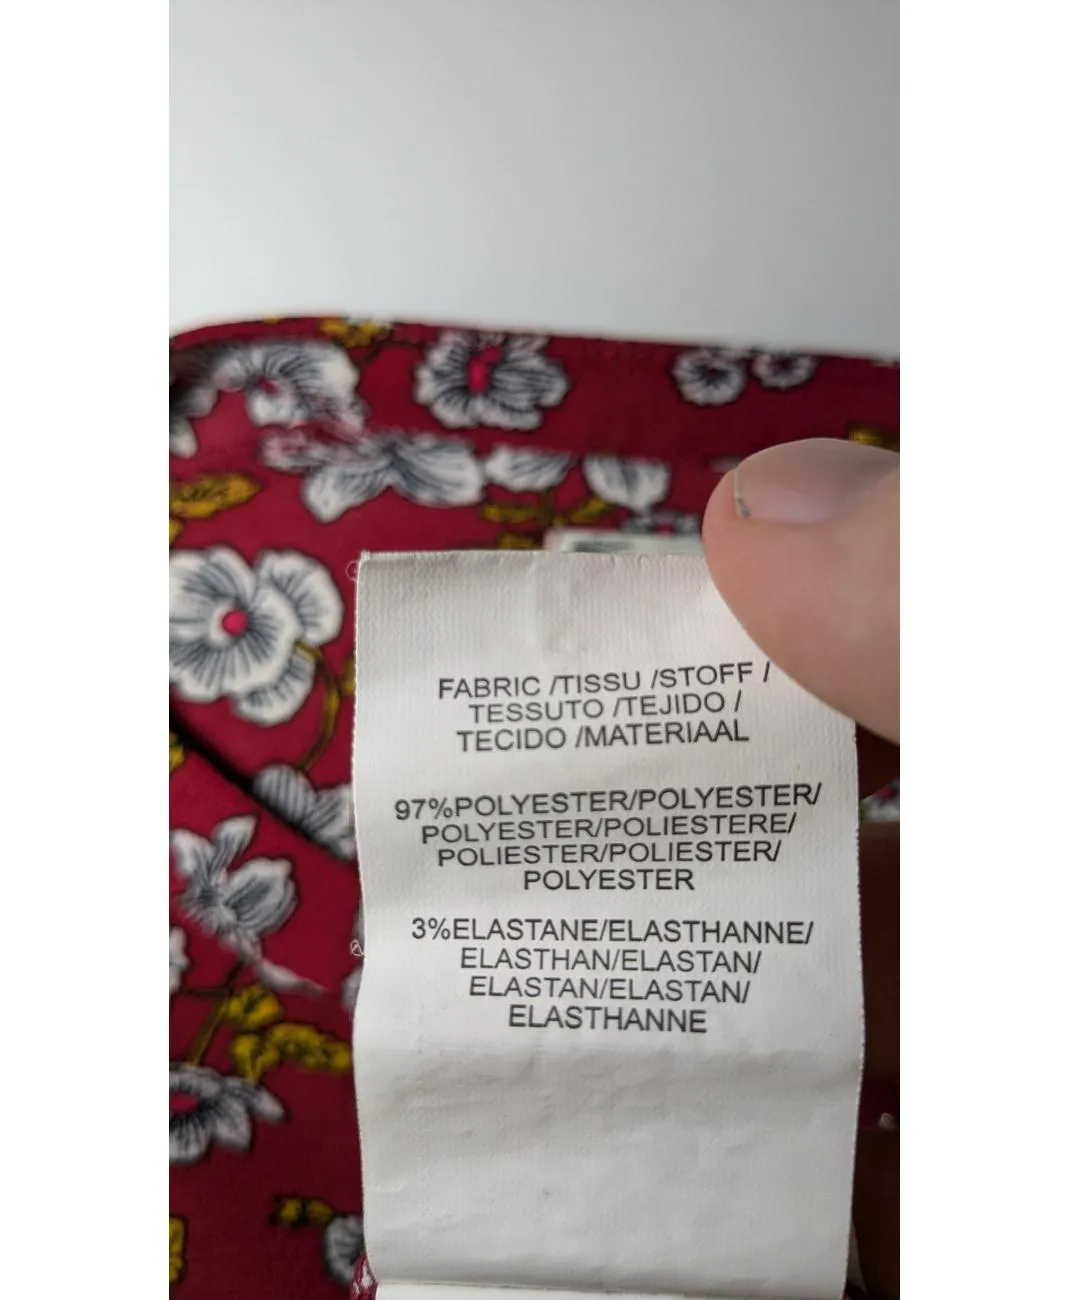 FABRIC /TISSU /STOFF /
TESSUTO /TEJIDO /
TECIDO /MATERIAAL
97%POLYESTER/POLYESTER/
POLYESTER/POLIESTERE/
POLIESTER/POLIESTER/
POLYESTER
3%ELASTANE/ELASTHANNE/
ELASTHAN/ELASTAN/
ELASTAN/ELASTAN/
ELASTHANNE